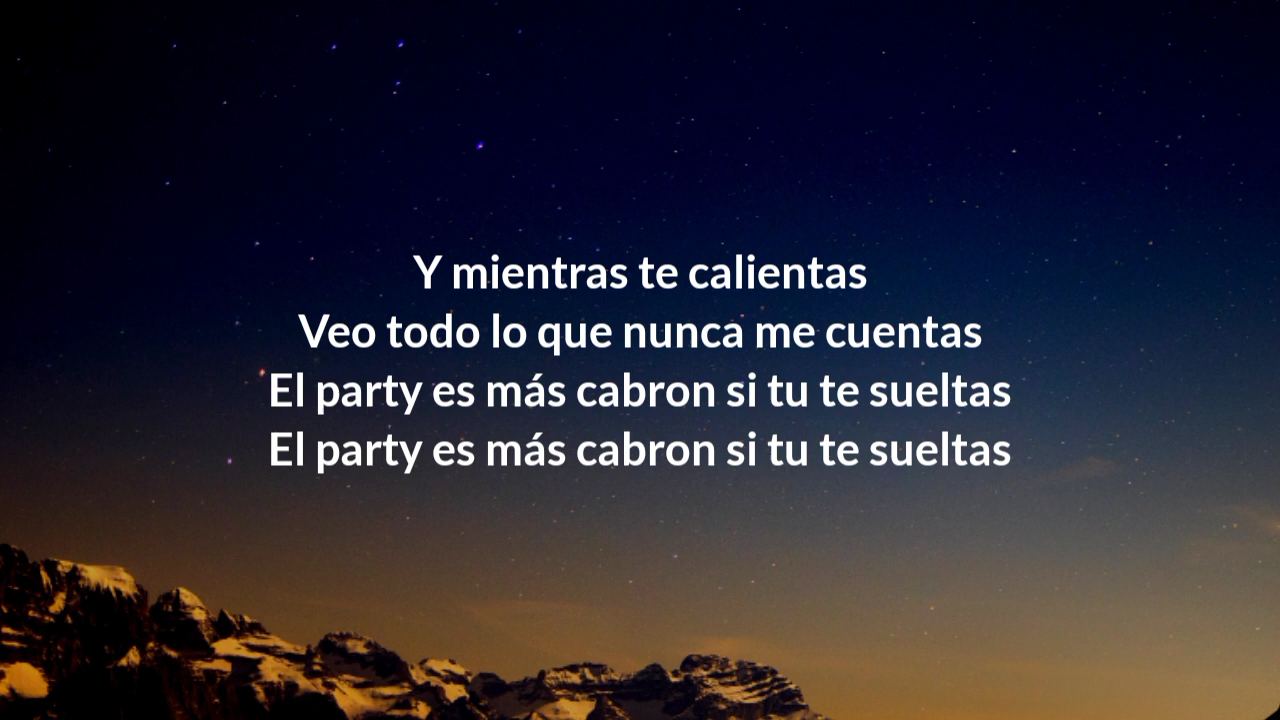 Y mientras te calientas
Veo todo lo que nunca me cuentas
El party es más cabron si tu te sueltas
El party es más cabron si tu te sueltas